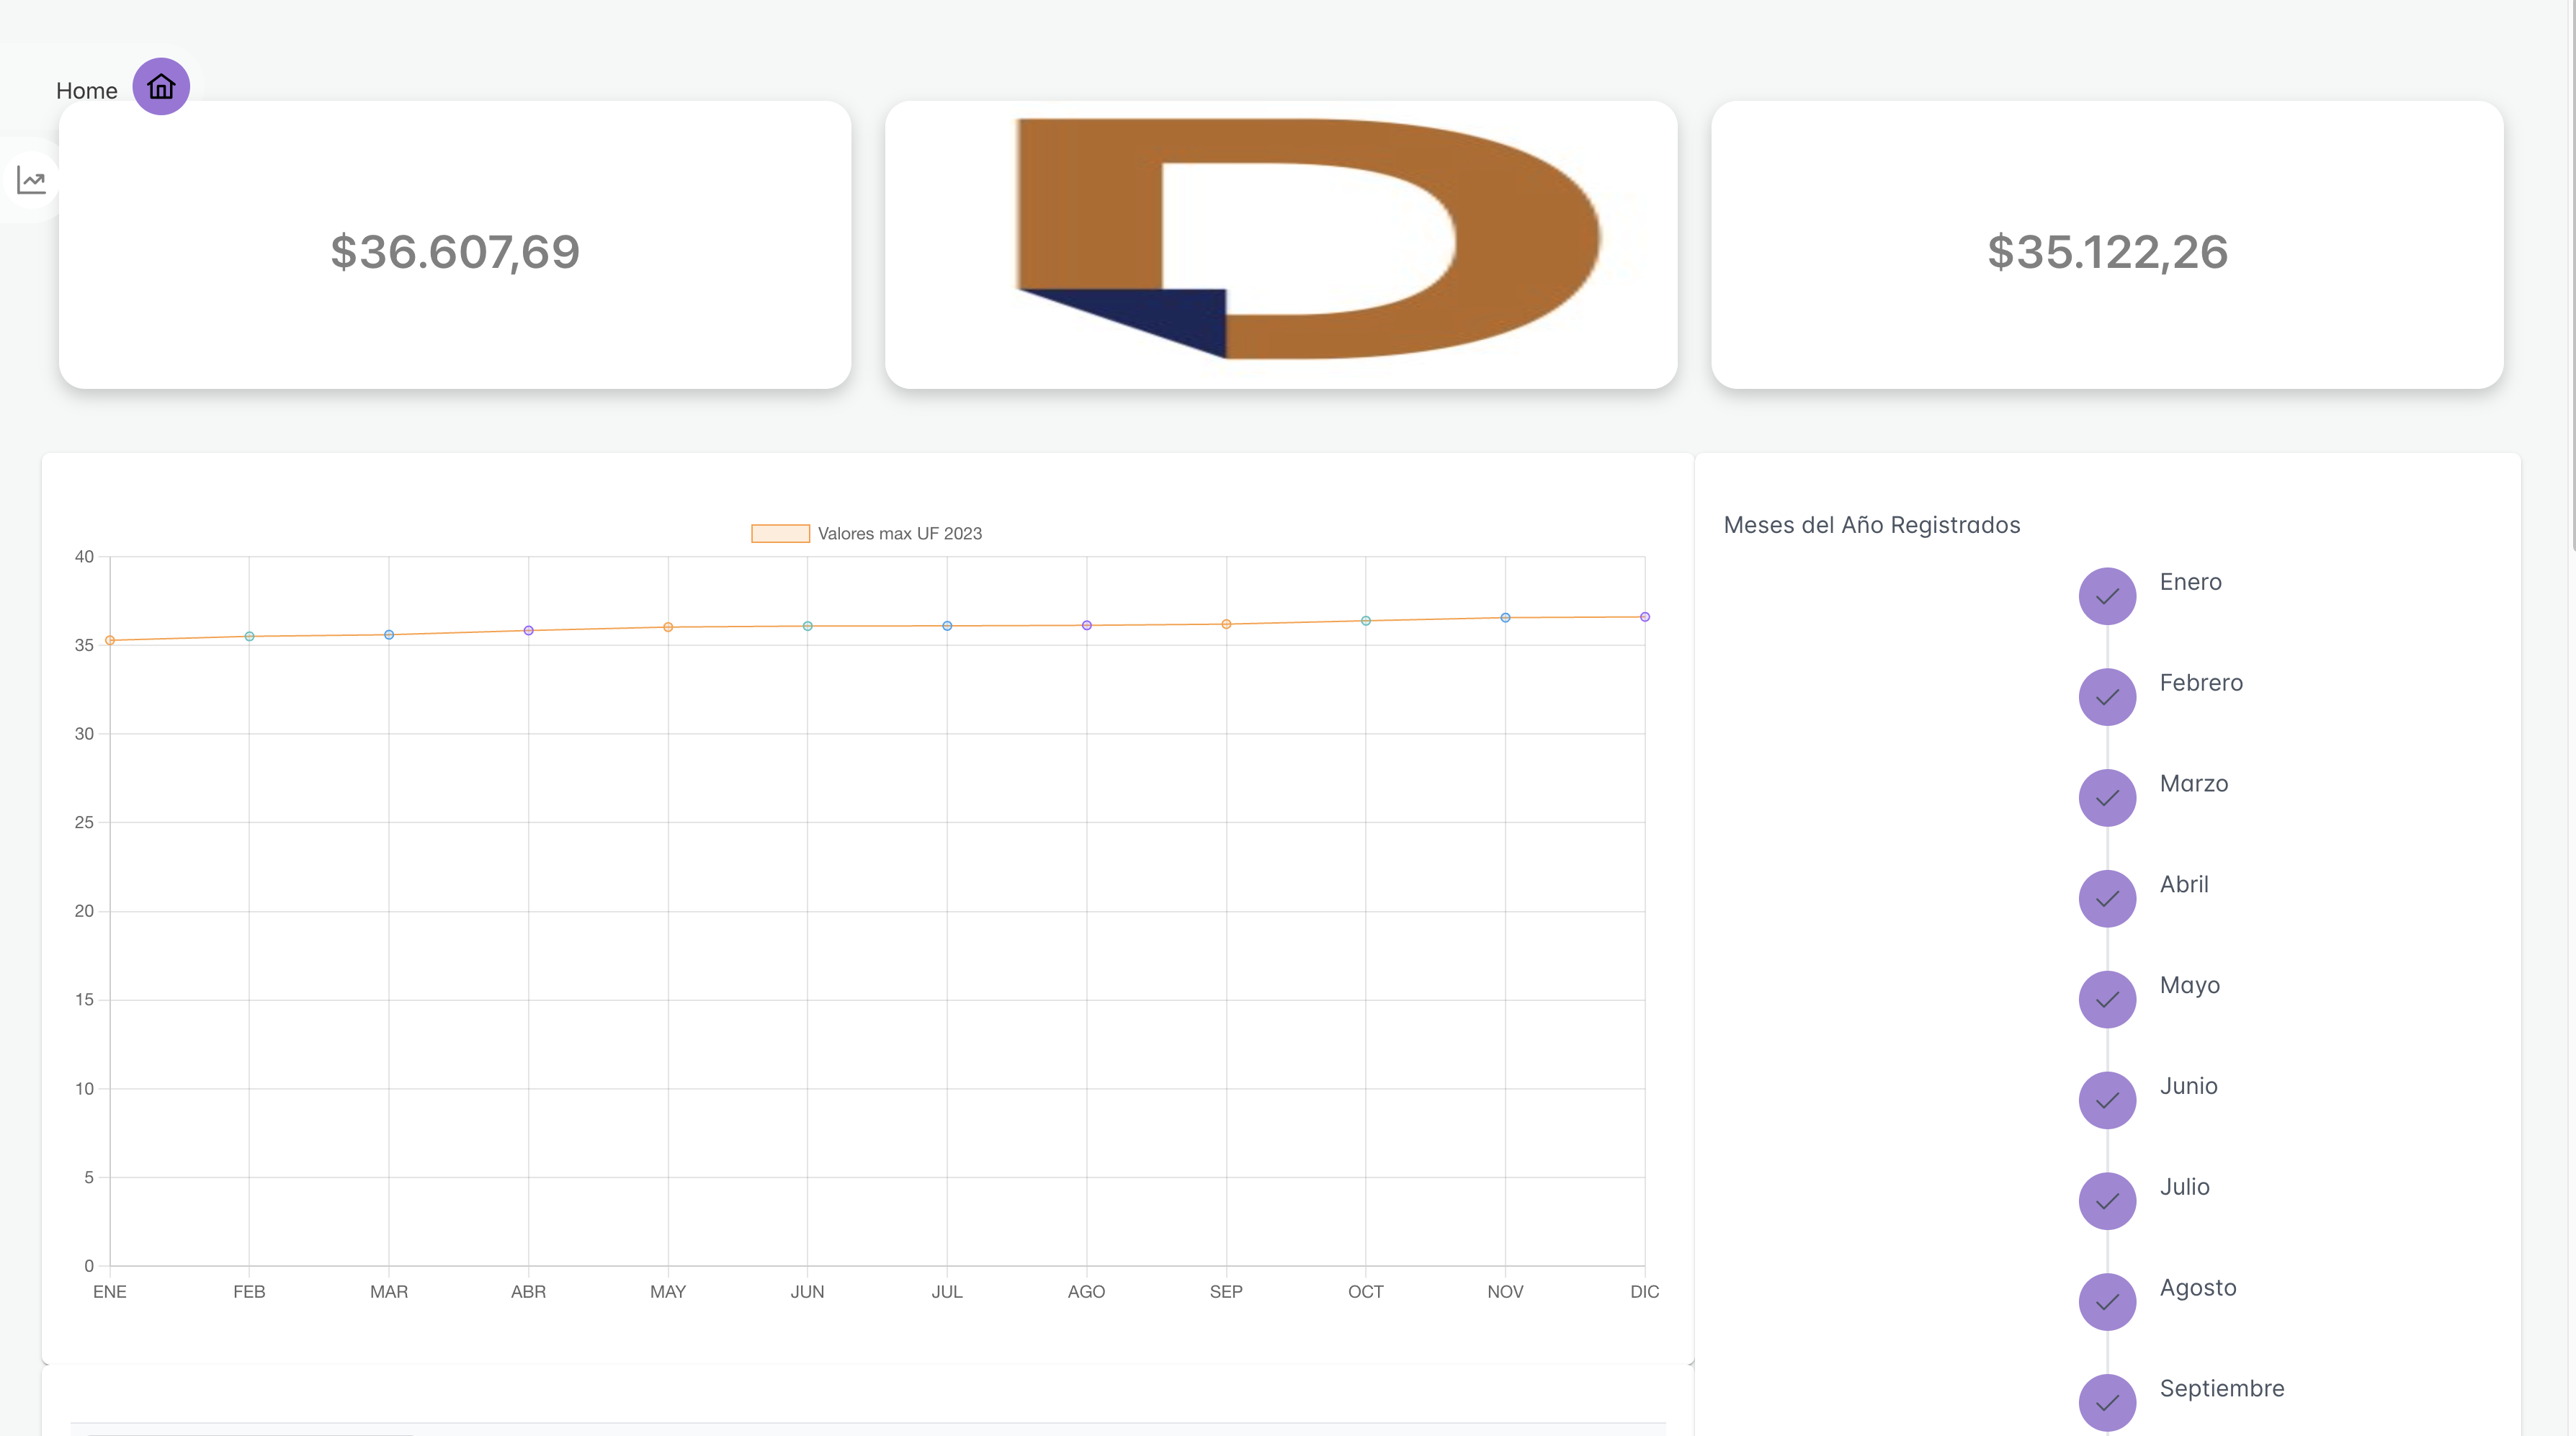 Home
$36.607,69
D
$35.122,26
Valores max UF 2023
40
35
30
25
20
15
10
5
0
ENE FEB MAR ABR MAY JUN JUL AGO SEP OCT NOV DIC
Meses del Año Registrados
Enero
Febrero
Marzo
Abril
Mayo
Junio
Julio
Agosto
Septiembre